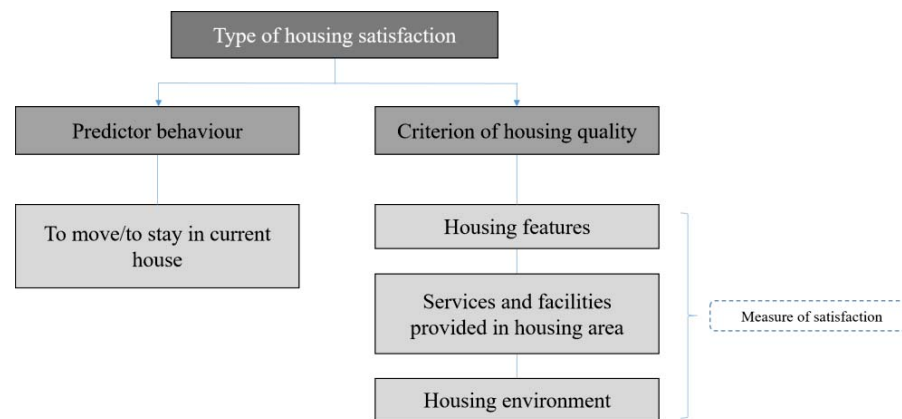 Type of housing satisfaction
Predictor behaviour
Criterion of housing quality
To move/to stay in current
house
Housing features
Services and facilities
provided in housing area
Housing environment
Measure of satisfaction